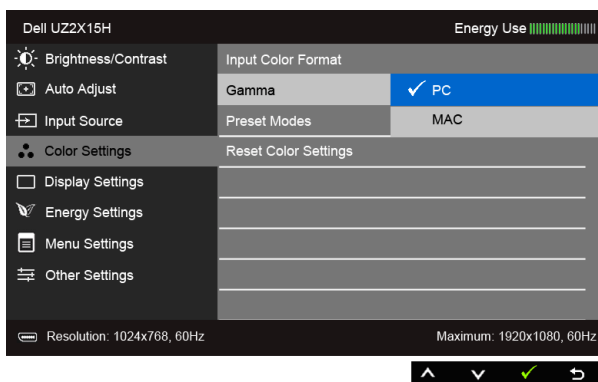 Dell UZ2X15H Energy Use
Brightness/Contrast Input Color Format
Auto Adjust Gamma PC
Input Source Preset Modes MAC
Color Settings Reset Color Settings
Display Settings
Energy Settings
Menu Settings
Other Settings
Resolution: 1024x768, 60Hz Maximum: 1920x1080, 60Hz